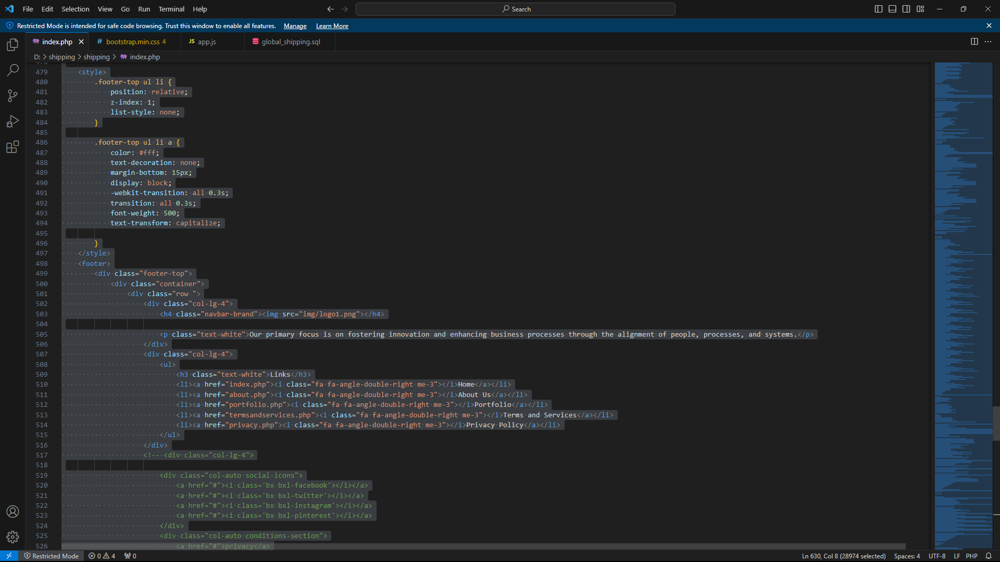 File Edit Selection View Go Run Terminal Help
Search
Restricted Mode is intended for safe code browsing. Trust this window to enable all features. Manage Learn More
index.php
bootstrap.min.css 4
JS app.js
global_shipping.sql
D: > shipping > shipping > index.php
479 <style>
480 .footer-top ul li {
481 position: relative;
482 z-index: 1;
483 list-style: none;
484 }
485
486 .footer-top ul li a {
487 color: #fff;
488 text-decoration: none;
489 margin-bottom: 15px;
490 display: block;
491 -webkit-transition: all 0.3s;
492 transition: all 0.3s;
493 font-weight: 500;
494 text-transform: capitalize;
495
496 }
497 </style>
498 <footer>
499 <div class="footer-top">
500 <div class="container">
501 <div class="row ">
502 <div class="col-lg-4">
503 <h4 class="navbar-brand"><img src="img/logo1.png"></h4>
504
505 <p class="text-white">Our primary focus is on fostering innovation and enhancing business processes through the alignment of people, processes, and systems.</p>
506 </div>
507 <div class="col-lg-4">
508 <ul>
509 <h3 class="text-white">Links</h3>
510 <li><a href="index.php"><i class="fa fa-angle-double-right me-3"></i>Home</a></li>
511 <li><a href="about.php"><i class="fa fa-angle-double-right me-3"></i>About Us</a></li>
512 <li><a href="portfolio.php"><i class="fa fa-angle-double-right me-3"></i>Portfolio</a></li>
513 <li><a href="termsandservices.php"><i class="fa fa-angle-double-right me-3"></i>Terms and Services</a></li>
514 <li><a href="privacy.php"><i class="fa fa-angle-double-right me-3"></i>Privacy Policy</a></li>
515 </ul>
516 </div>
517 <!-- <div class="col-lg-4">
518
519 <div class="col-auto social-icons">
520 <a href="#"><i class='bx bxl-facebook'></i></a>
521 <a href="#"><i class='bx bxl-twitter'></i></a>
522 <a href="#"><i class='bx bxl-instagram'></i></a>
523 <a href="#"><i class='bx bxl-pinterest'></i></a>
524 </div>
525 <div class="col-auto conditions-section">
526 <a href="#">privacy</a>
Restricted Mode 0 4 0
Ln 630, Col 8 (28974 selected) Spaces: 4 UTF-8 LF PHP